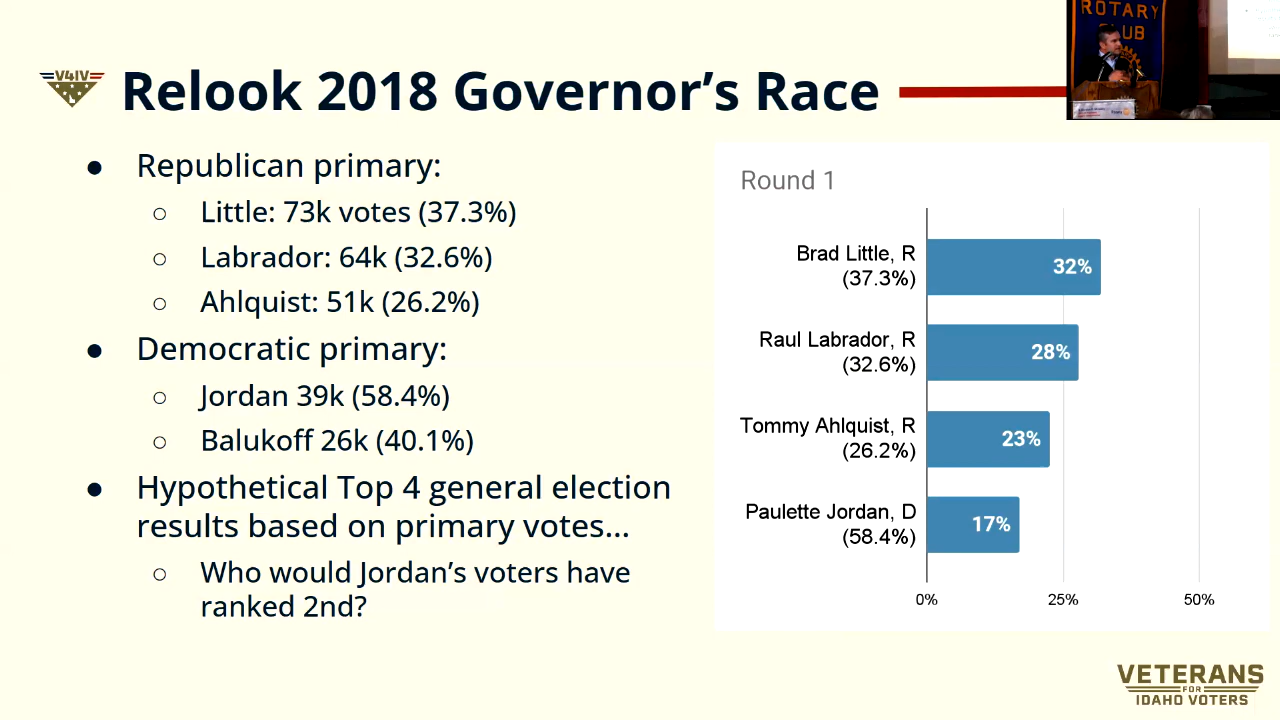 ROTARY
CLUB
V4IV
Relook 2018 Governor's Race
● Republican primary:
○ Little: 73k votes (37.3%)
○ Labrador: 64k (32.6%)
○ Ahlquist: 51k (26.2%)
● Democratic primary:
○ Jordan 39k (58.4%)
○ Balukoff 26k (40.1%)
● Hypothetical Top 4 general election
results based on primary votes...
○ Who would Jordan's voters have
ranked 2nd?
Round 1
Brad Little, R
(37.3%)
32%
Raul Labrador, R
(32.6%)
28%
Tommy Ahlquist, R
(26.2%)
23%
Paulette Jordan, D
(58.4%)
17%
0% 25% 50%
VETERANS
FOR
IDAHO VOTERS